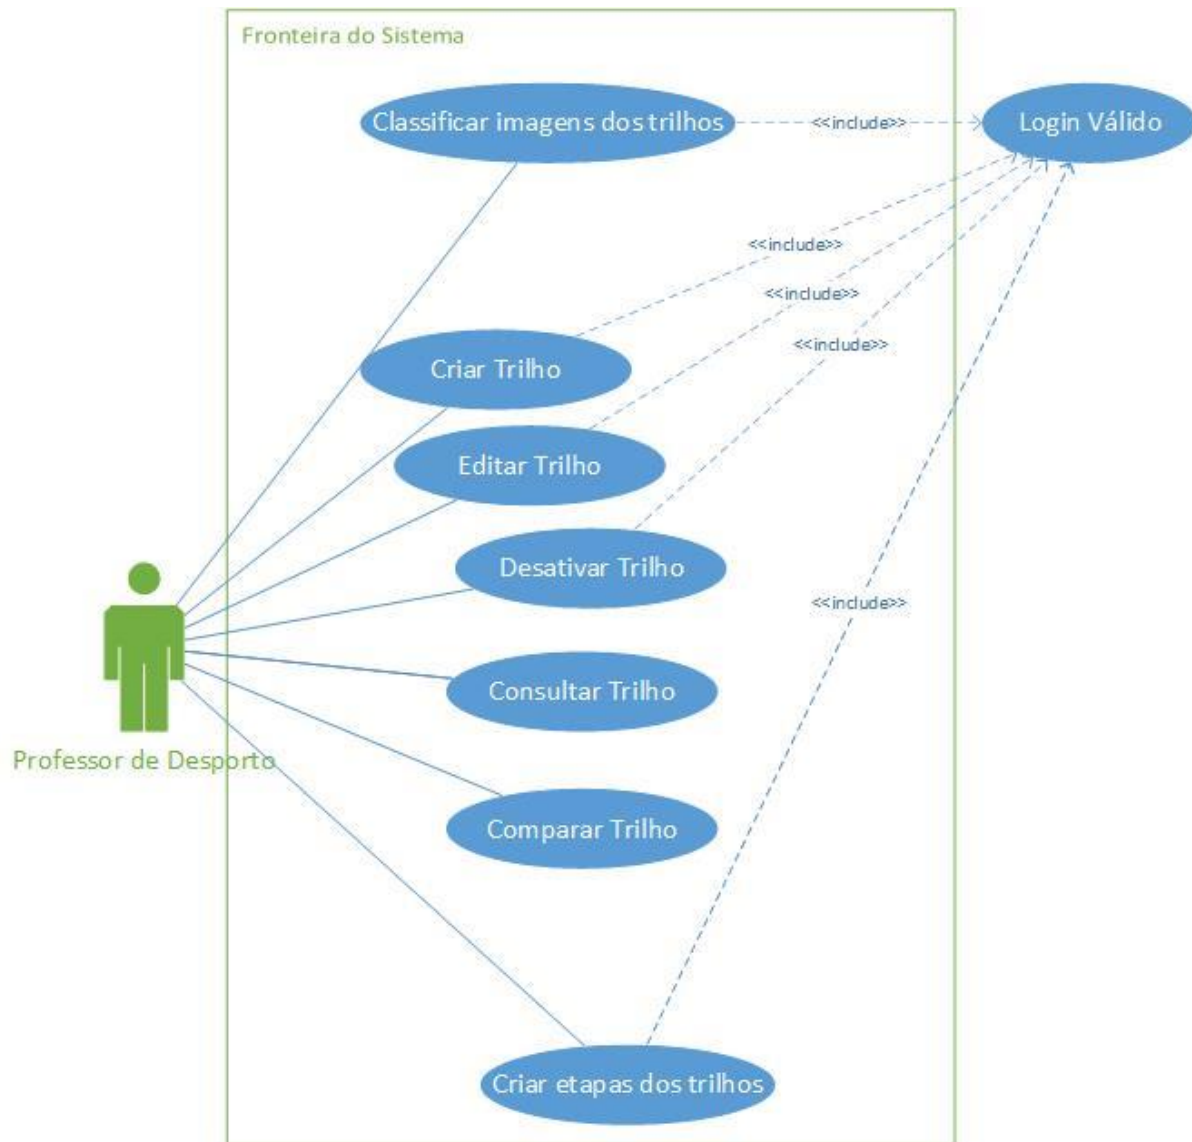 Fronteira do Sistema
Classificar imagens dos trilhos
<<include>>
Login Válido
<<include>>
<<include>>
<<include>>
Criar Trilho
Editar Trilho
Desativar Trilho
<<include>>
Consultar Trilho
Professor de Desporto
Comparar Trilho
Criar etapas dos trilhos